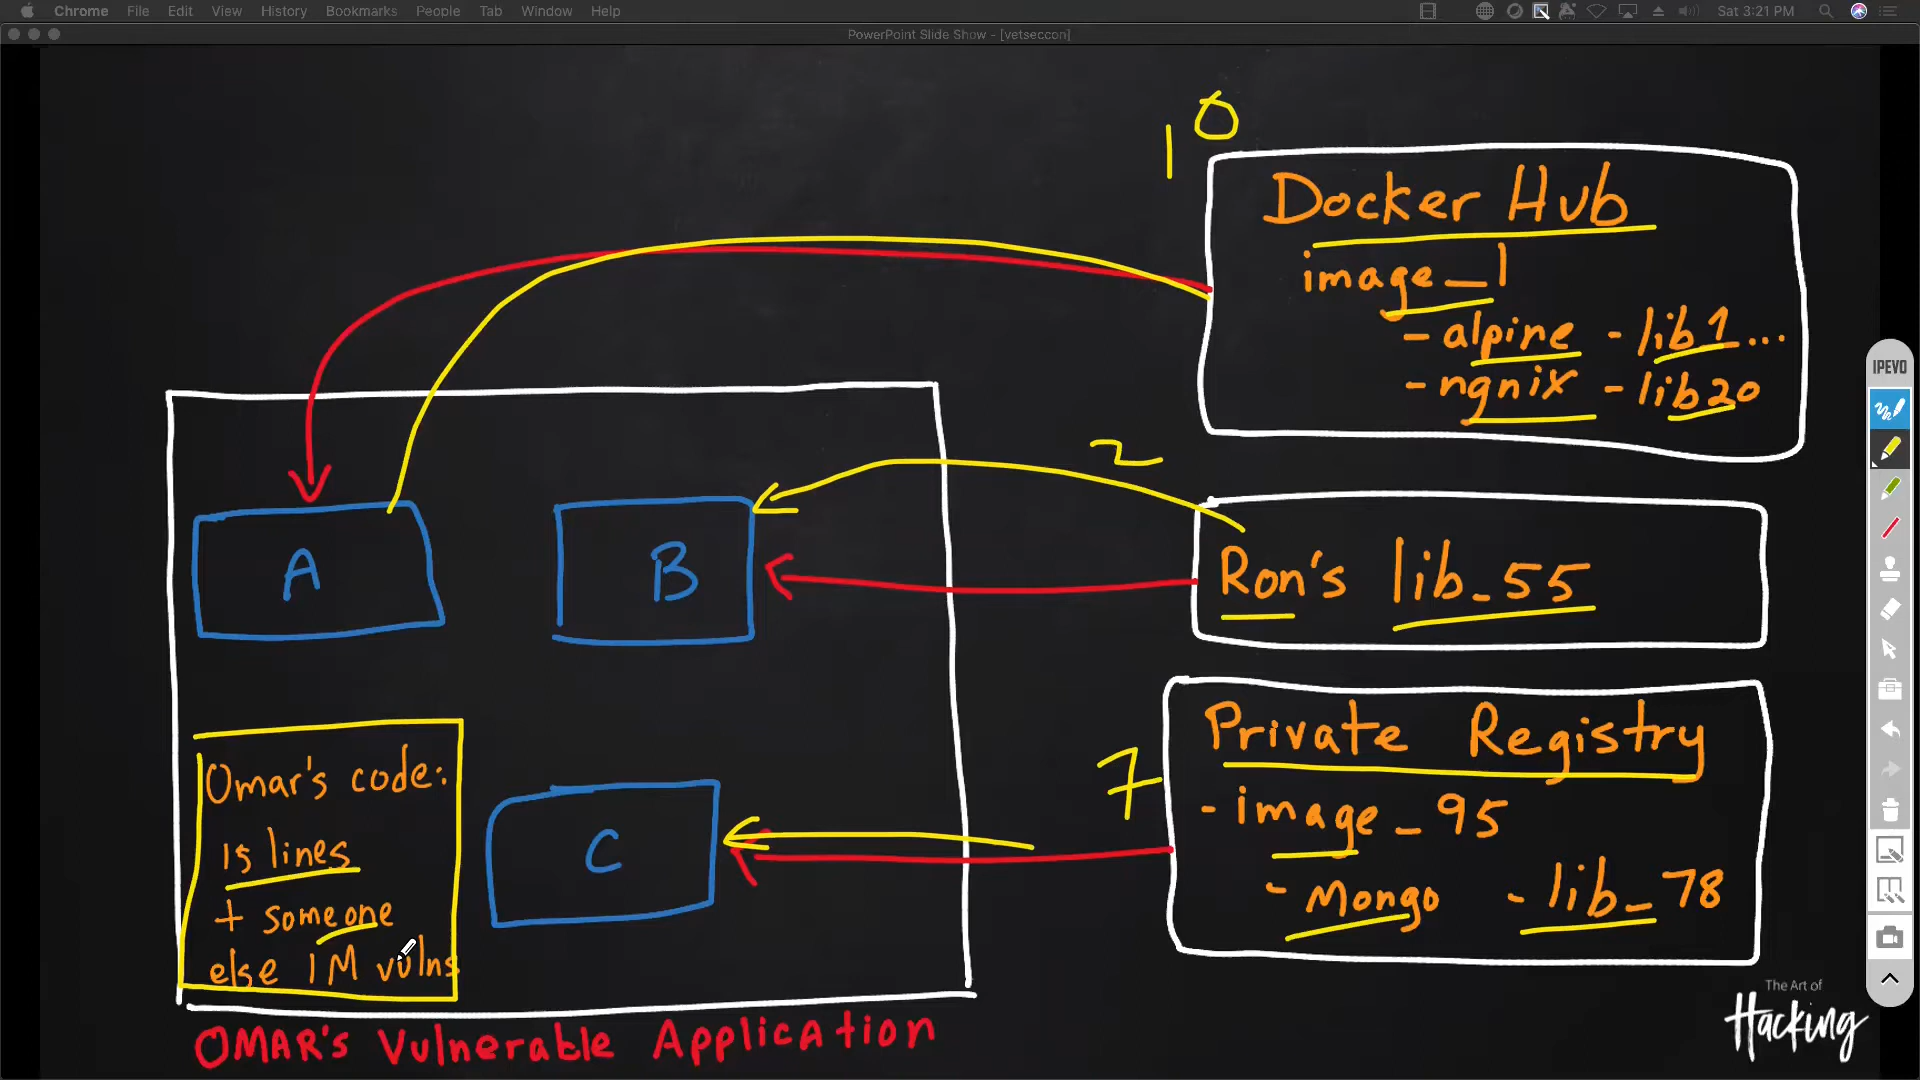 Chrome File Edit View History Bookmarks People Tab Window Help
Sat 3:21 PM
PowerPoint Slide Show - [vetseccon]
10
Docker Hub
image_1
- alpine - lib1...
- ngnix - lib20
2
Ron's lib_55
7
Private Registry
- image_95
- Mongo - lib_78
A
B
C
Omar's code:
15 lines
+ someone
else 1M vulns
OMAR's Vulnerable Application
IPEVO
The Art of
Hacking